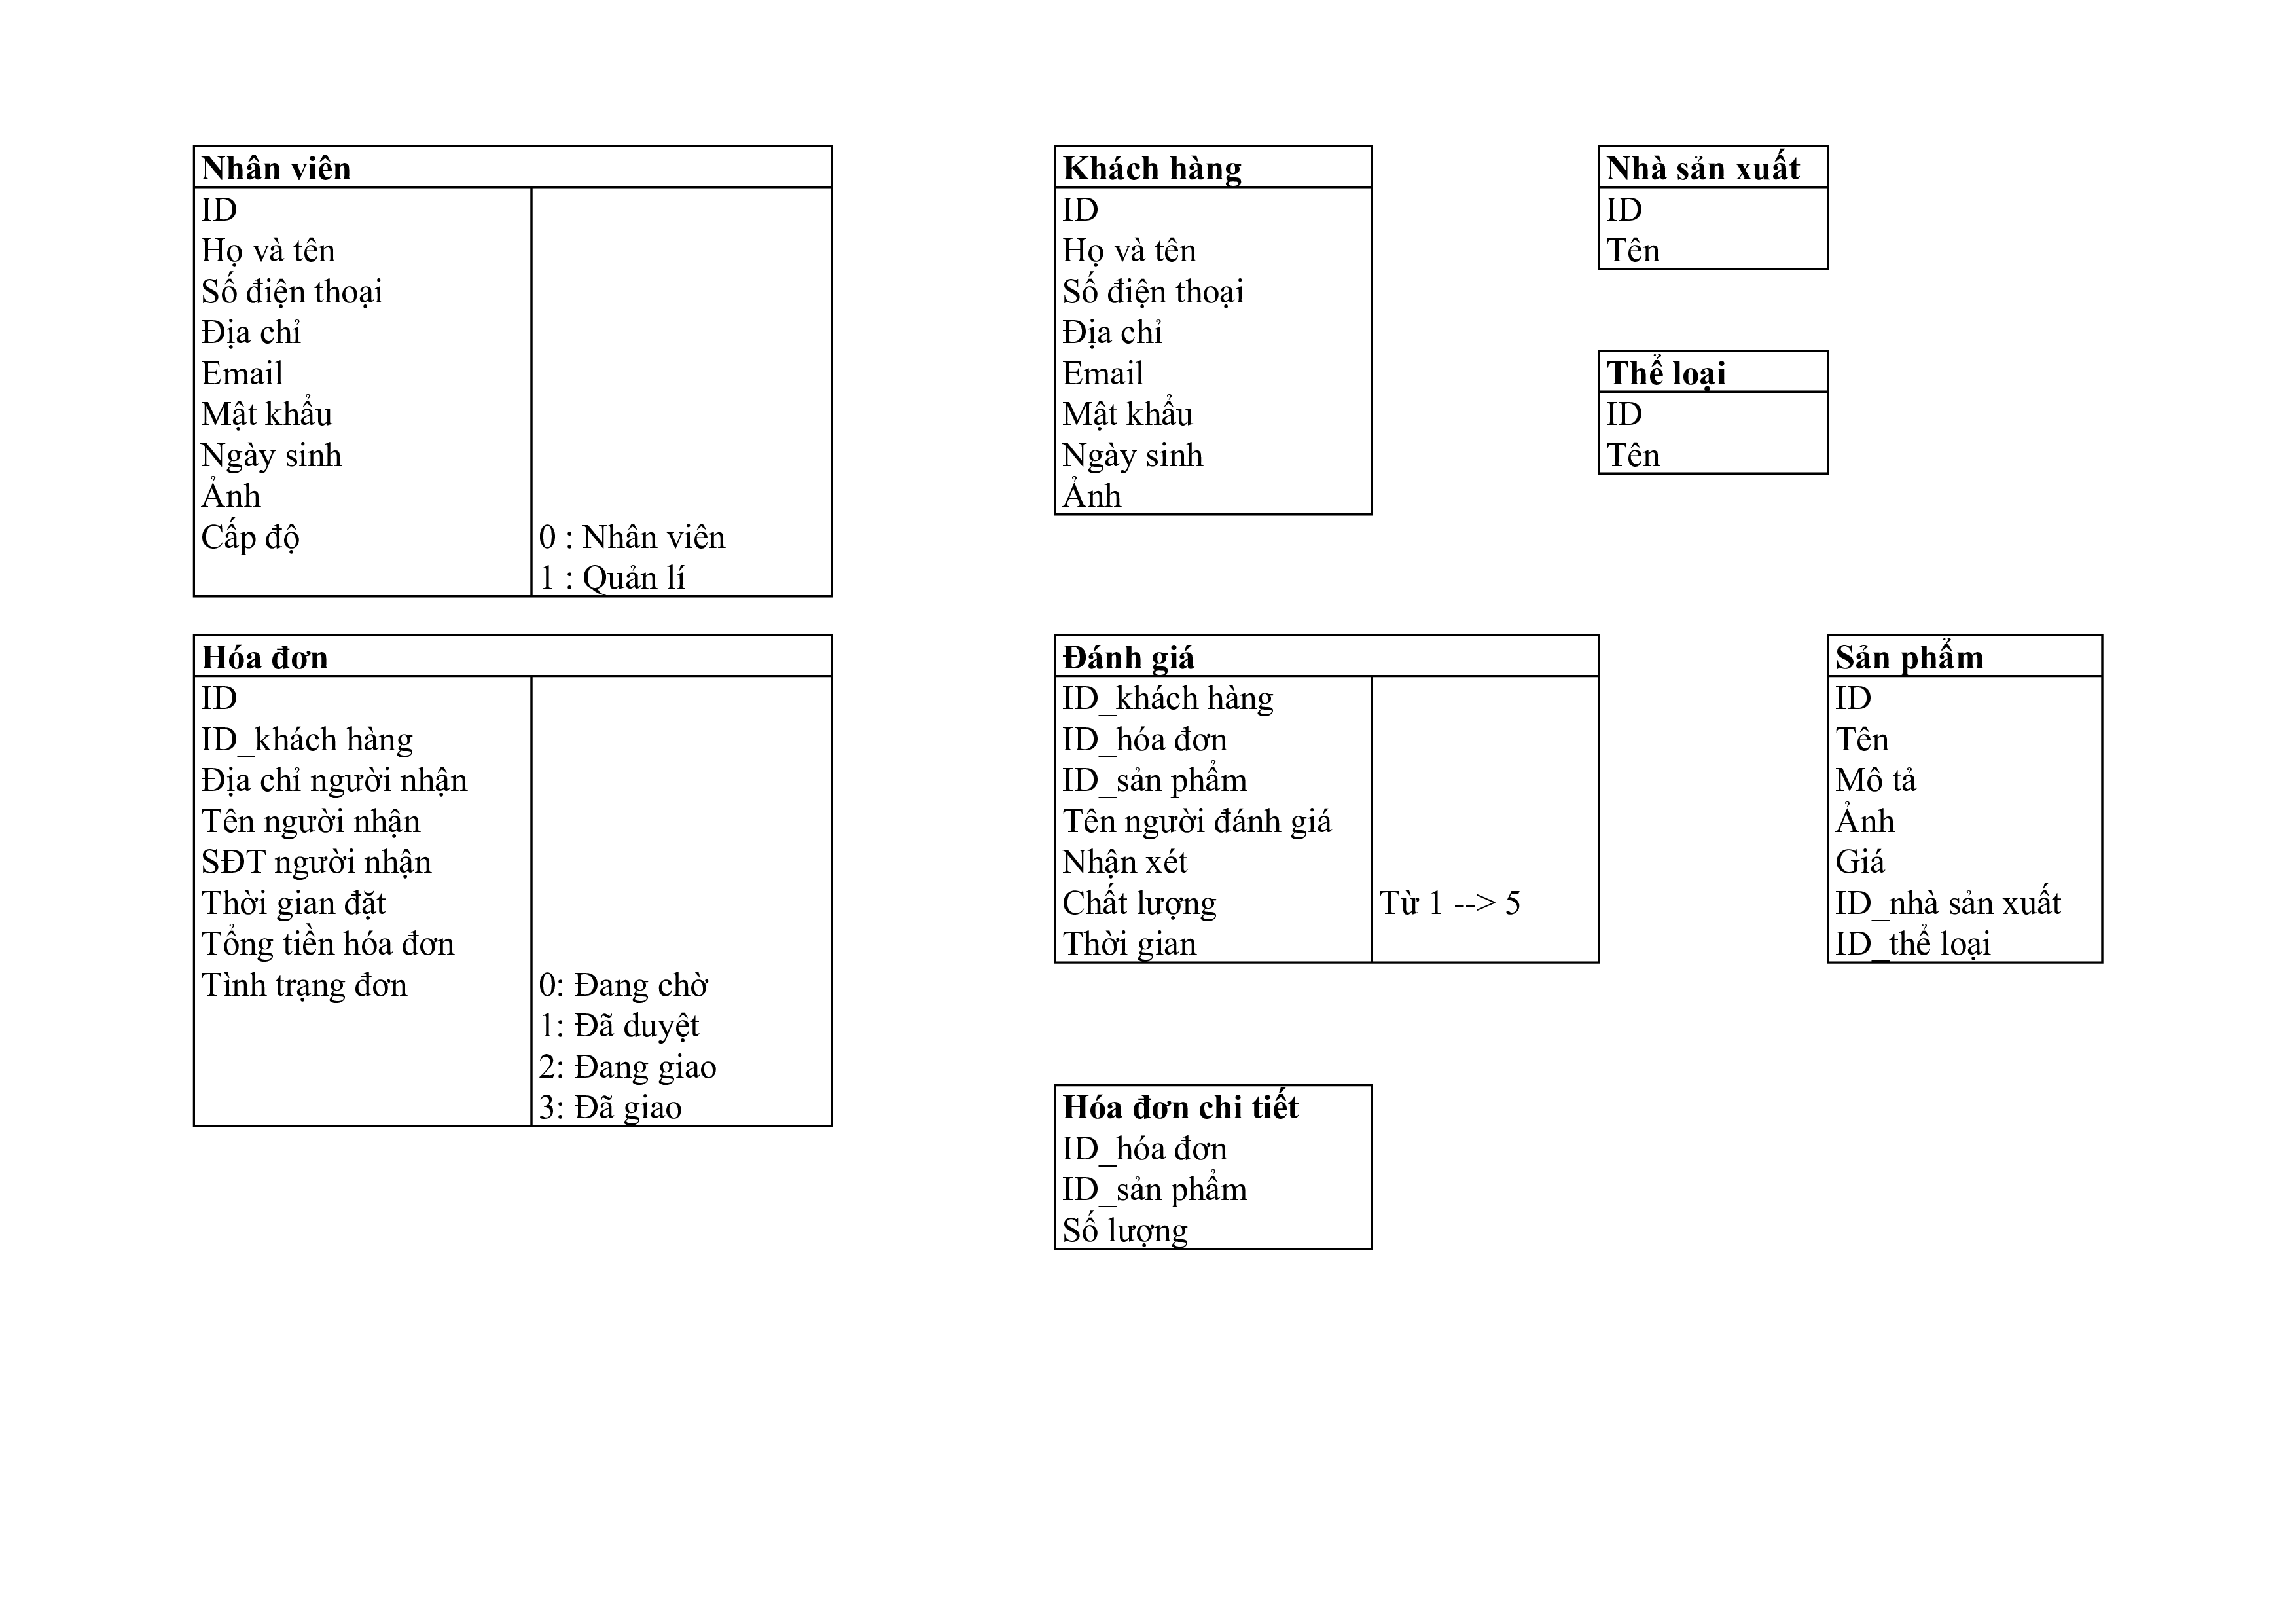 Nhân viên
ID
Họ và tên
Số điện thoại
Địa chỉ
Email
Mật khẩu
Ngày sinh
Ảnh
Cấp độ
0 : Nhân viên
1 : Quản lí
Khách hàng
ID
Họ và tên
Số điện thoại
Địa chỉ
Email
Mật khẩu
Ngày sinh
Ảnh
Nhà sản xuất
ID
Tên
Thể loại
ID
Tên
Hóa đơn
ID
ID_khách hàng
Địa chỉ người nhận
Tên người nhận
SĐT người nhận
Thời gian đặt
Tổng tiền hóa đơn
Tình trạng đơn
0: Đang chờ
1: Đã duyệt
2: Đang giao
3: Đã giao
Đánh giá
ID_khách hàng
ID_hóa đơn
ID_sản phẩm
Tên người đánh giá
Nhận xét
Chất lượng
Từ 1 --> 5
Thời gian
Sản phẩm
ID
Tên
Mô tả
Ảnh
Giá
ID_nhà sản xuất
ID_thể loại
Hóa đơn chi tiết
ID_hóa đơn
ID_sản phẩm
Số lượng